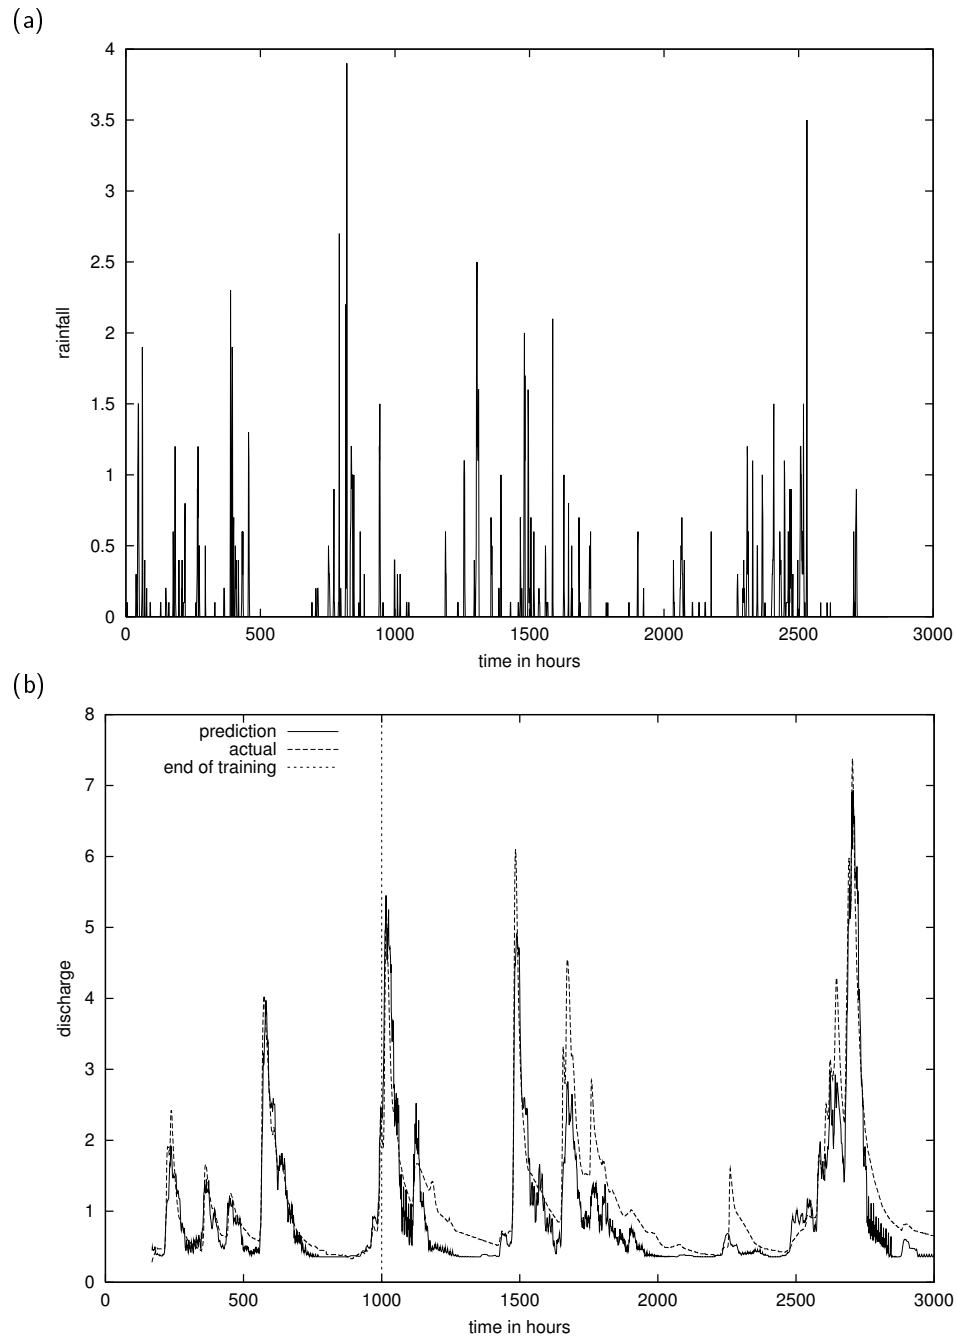 (a)
4
3.5
3
2.5
2
1.5
1
0.5
0
rainfall
0 500 1000 1500 2000 2500 3000
time in hours
(b)
8
7
6
5
4
3
2
1
0
discharge
prediction
actual
end of training
0 500 1000 1500 2000 2500 3000
time in hours